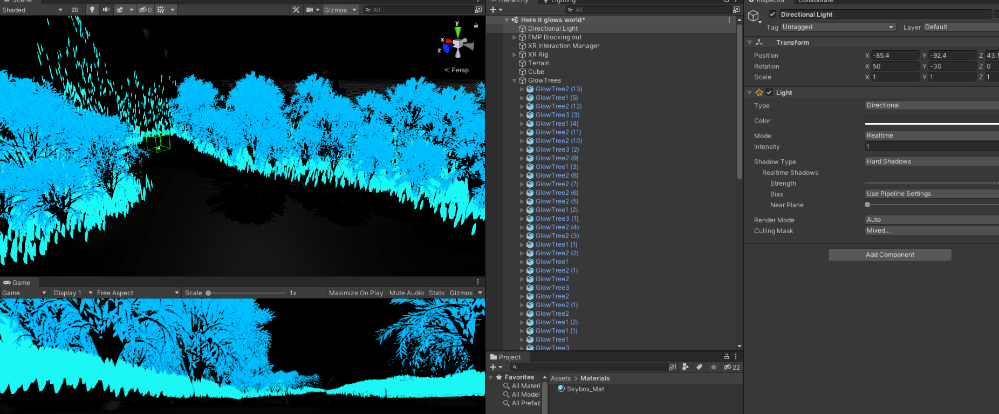 Scene
Shaded
2D
0
Gizmos
All
y
x
z
Persp
Game
Game
Display 1
Free Aspect
Scale
1x
Maximize On Play
Mute Audio
Stats
Gizmos
Hierarchy
Lighting
All
Here it glows world*
Directional Light
FMP Blocking out
XR Interaction Manager
XR Rig
Terrain
Cube
GlowTrees
GlowTree2 (13)
GlowTree1 (5)
GlowTree2 (12)
GlowTree3 (3)
GlowTree1 (4)
GlowTree2 (11)
GlowTree2 (10)
GlowTree3 (2)
GlowTree2 (9)
GlowTree1 (3)
GlowTree2 (8)
GlowTree2 (7)
GlowTree2 (6)
GlowTree2 (5)
GlowTree1 (2)
GlowTree3 (1)
GlowTree2 (4)
GlowTree2 (3)
GlowTree1 (1)
GlowTree2 (2)
GlowTree1
GlowTree2 (1)
GlowTree2
GlowTree3
GlowTree2
GlowTree2 (1)
GlowTree2
GlowTree1 (2)
GlowTree1 (1)
GlowTree1
GlowTree3
Project
22
Favorites
All Materi
All Model
All Prefab
Assets > Materials
Skybox_Mat
Inspector
Collaborate
Directional Light
Tag Untagged
Layer Default
Transform
Position X -85.4 Y -92.4 Z 43.1
Rotation X 50 Y -30 Z 0
Scale X 1 Y 1 Z 1
Light
Type Directional
Color
Mode Realtime
Intensity 1
Shadow Type Hard Shadows
Realtime Shadows
Strength
Bias Use Pipeline Settings
Near Plane
Render Mode Auto
Culling Mask Mixed...
Add Component